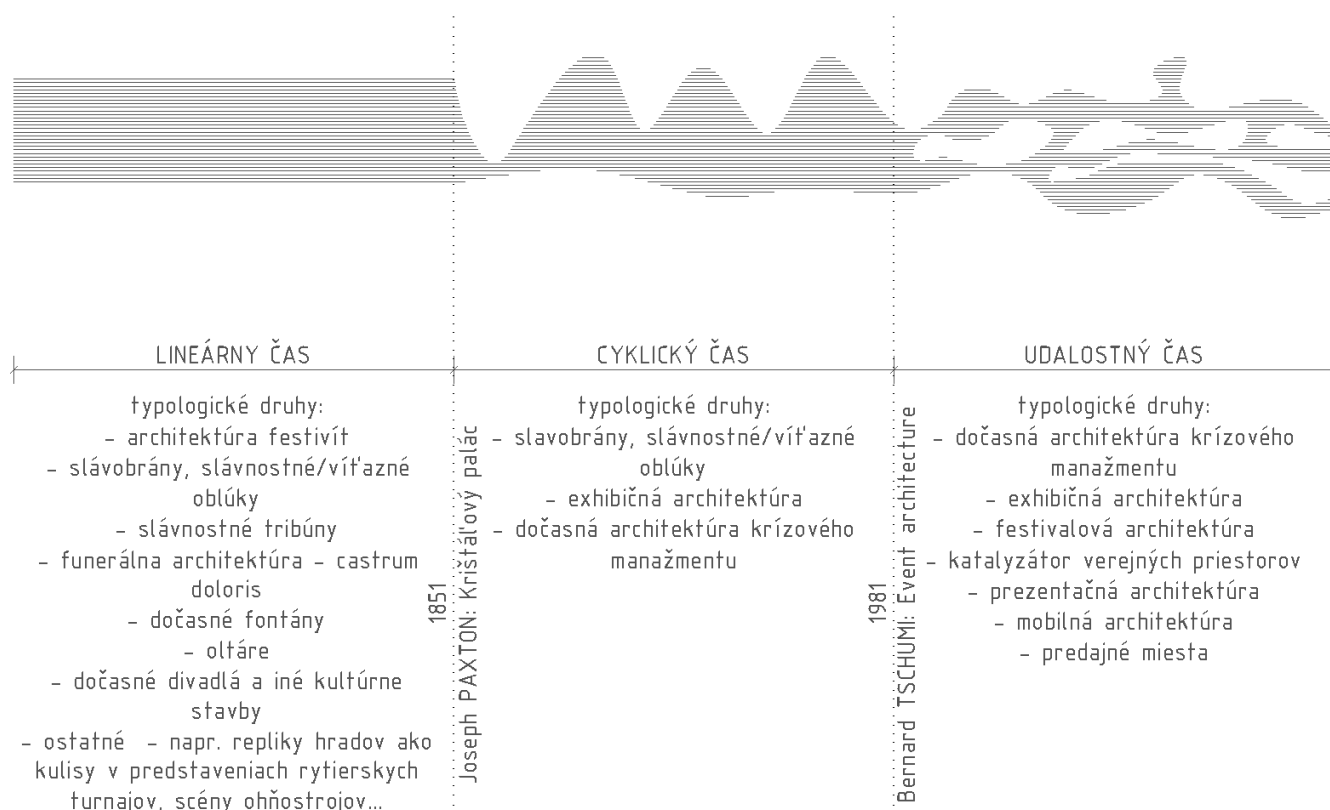 LINEÁRNY ČAS
typologické druhy:
- architektúra festivít
- slávobrány, slávnostné/víťazné
oblúky
- slávnostné tribúny
- funerálna architektúra - castrum
doloris
- dočasné fontány
- oltáre
- dočasné divadlá a iné kultúrne
stavby
- ostatné - napr. repliky hradov ako
kulisy v predstaveniach rytierskych
turnajov, scény ohňostrojov...
1851
Joseph PAXTON: Krištáľový palác
CYKLICKÝ ČAS
typologické druhy:
- slavobrány, slávnostné/víťazné
oblúky
- exhibičná architektúra
- dočasná architektúra krízového
manažmentu
1981
Bernard TSCHUMI: Event architecture
UDALOSTNÝ ČAS
typologické druhy:
- dočasná architektúra krízového
manažmentu
- exhibičná architektúra
- festivalová architektúra
- katalyzátor verejných priestorov
- prezentačná architektúra
- mobilná architektúra
- predajné miesta